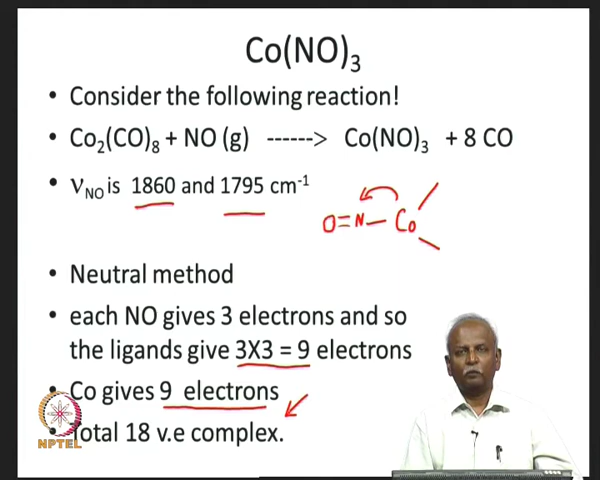 Co(NO)₃
• Consider the following reaction!
• Co₂(CO)₈ + NO (g) ------> Co(NO)₃ + 8 CO
• νNO is 1860 and 1795 cm⁻¹
O=N—Co
• Neutral method
• each NO gives 3 electrons and so
the ligands give 3X3 = 9 electrons
• Co gives 9 electrons
Total 18 v.e complex.
NPTEL